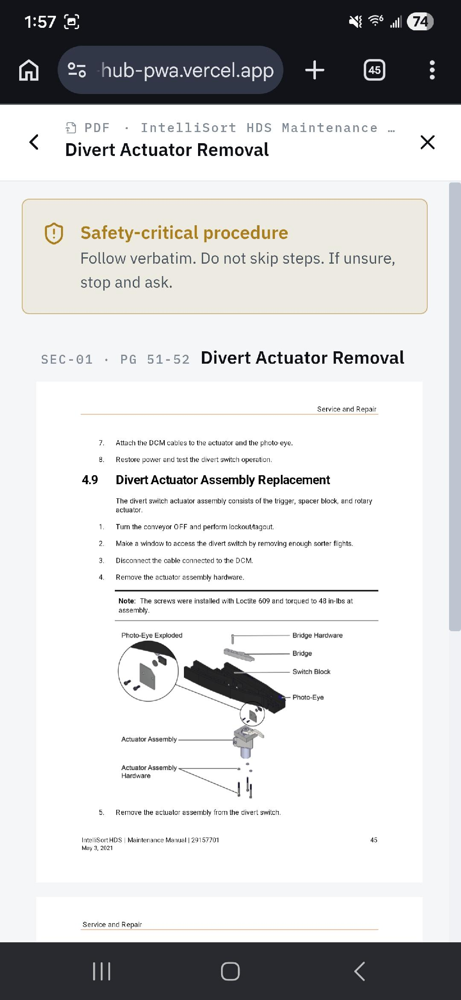 1:57
6
74
-hub-pwa.vercel.app
45
PDF · IntelliSort HDS Maintenance …
Divert Actuator Removal
Safety-critical procedure
Follow verbatim. Do not skip steps. If unsure,
stop and ask.
SEC-01 · PG 51-52 Divert Actuator Removal
Service and Repair
7. Attach the DCM cables to the actuator and the photo-eye.
8. Restore power and test the divert switch operation.
4.9 Divert Actuator Assembly Replacement
The divert switch actuator assembly consists of the trigger, spacer block, and rotary
actuator.
1. Turn the conveyor OFF and perform lockout/tagout.
2. Make a window to access the divert switch by removing enough sorter flights.
3. Disconnect the cable connected to the DCM.
4. Remove the actuator assembly hardware.
Note: The screws were installed with Loctite 609 and torqued to 48 in-lbs at
assembly.
Photo-Eye Exploded
Bridge Hardware
Bridge
Switch Block
Photo-Eye
Actuator Assembly
Actuator Assembly
Hardware
5. Remove the actuator assembly from the divert switch.
IntelliSort HDS | Maintenance Manual | 29157701 45
May 3, 2021
Service and Repair